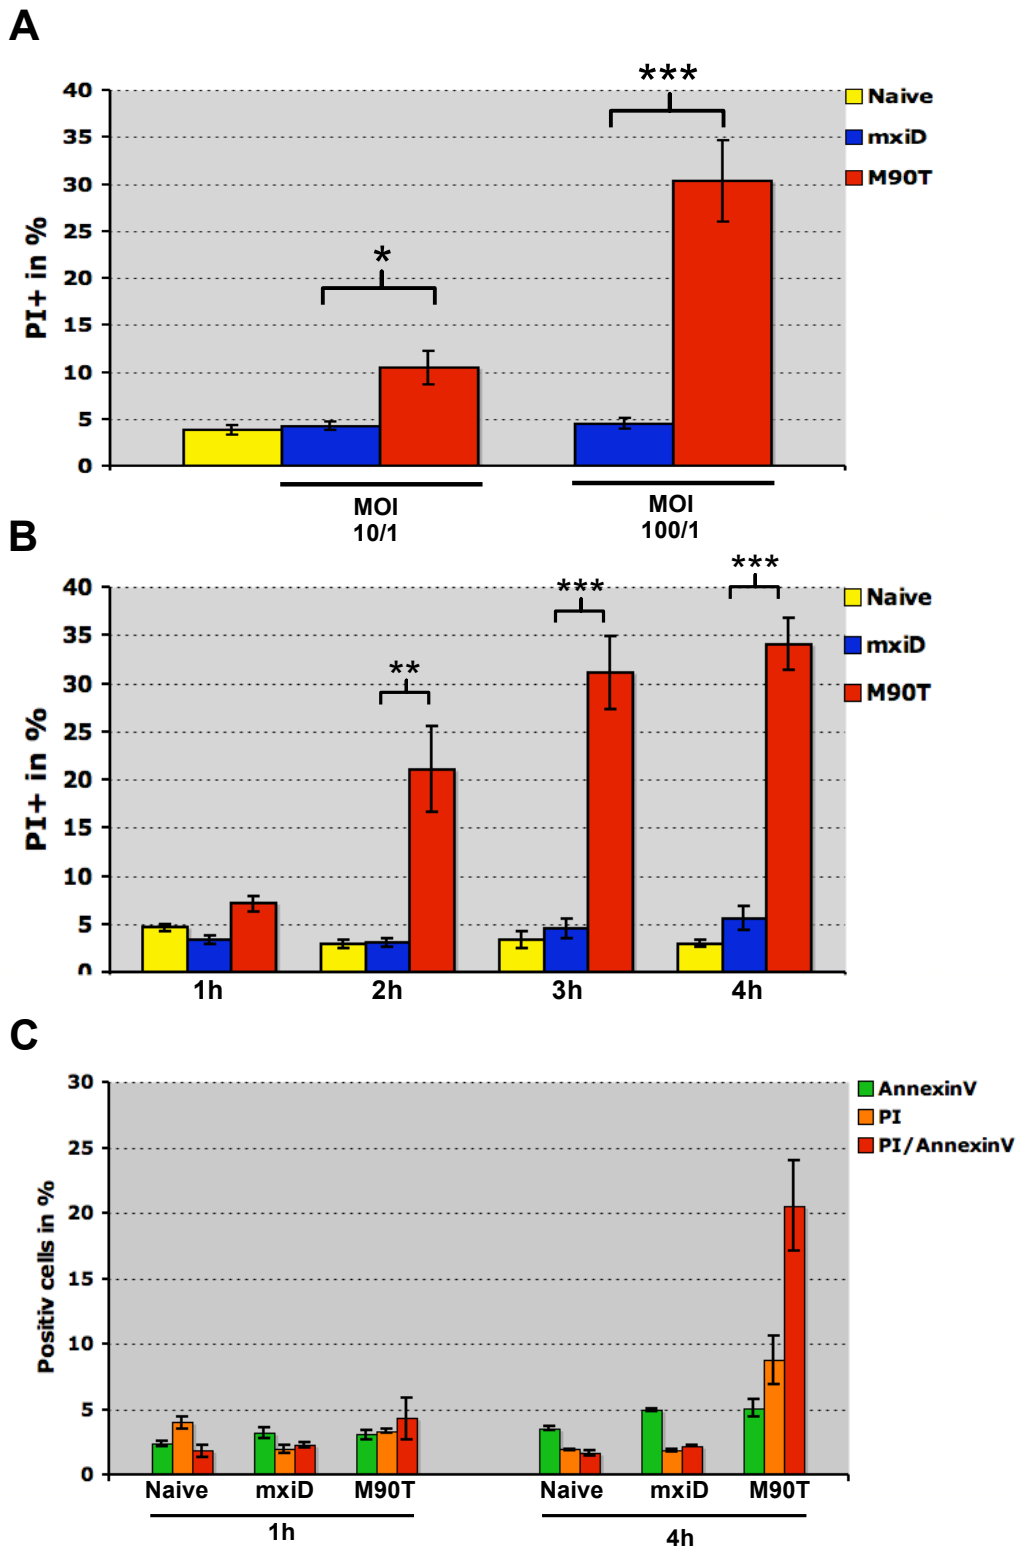 A
***
40
35
30
25
20
15
10
5
0
PI+ in %
*
Naive
mxiD
M90T
MOI
10/1
MOI
100/1
B
***
***
**
40
35
30
25
20
15
10
5
0
PI+ in %
Naive
mxiD
M90T
1h
2h
3h
4h
C
30
25
20
15
10
5
0
Positiv cells in %
AnnexinV
PI
PI/AnnexinV
Naive
mxiD
M90T
Naive
mxiD
M90T
1h
4h